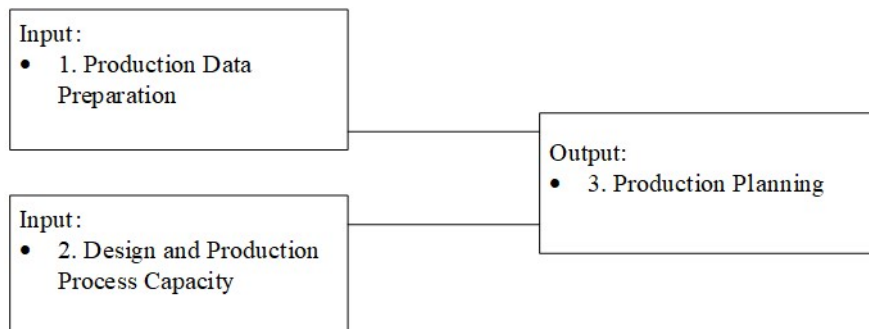 Input:
• 1. Production Data
Preparation
Input:
• 2. Design and Production
Process Capacity
Output:
• 3. Production Planning